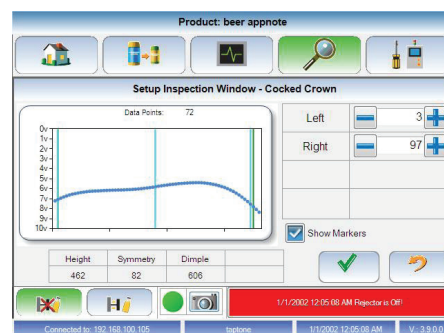 Product: beer appnote
Setup Inspection Window - Cocked Crown
Data Points: 72
0v
1v
2v
3v
4v
5v
6v
7v
8v
9v
10v
Left 3
Right 97
Show Markers
Height Symmetry Dimple
462 82 606
H
1/1/2002 12:05:08 AM Rejector is Off!
Connected to: 192.168.100.105 taptone 1/1/2002 12:05:08 AM V.: 3.9.0.0